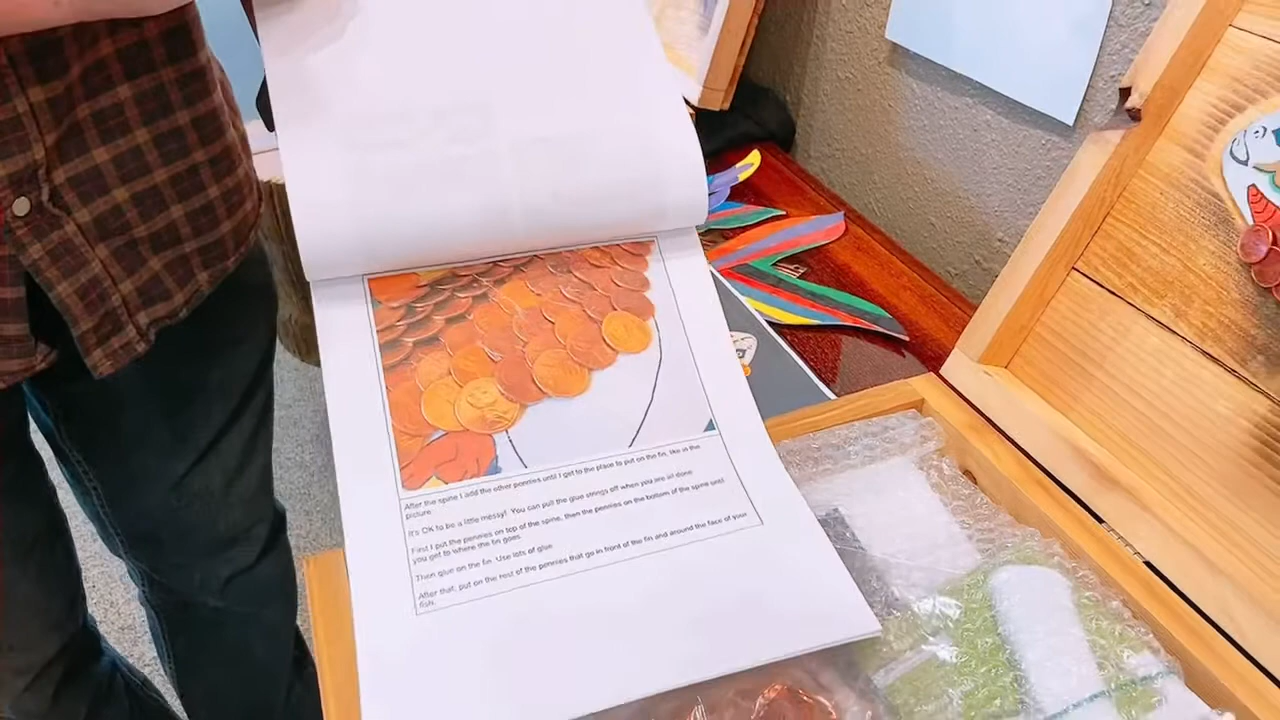 After the spine I add the other pennies until I get to the place to put on the fin, like in the
picture.
It's OK to be a little messy! You can pull the glue strings off when you are all done.
First I put the pennies on top of the spine, then the pennies on the bottom of the spine until
you get to where the fin goes.
Then glue on the fin. Use lots of glue.
After that, put on the rest of the pennies that go in front of the fin and around the face of your
fish.